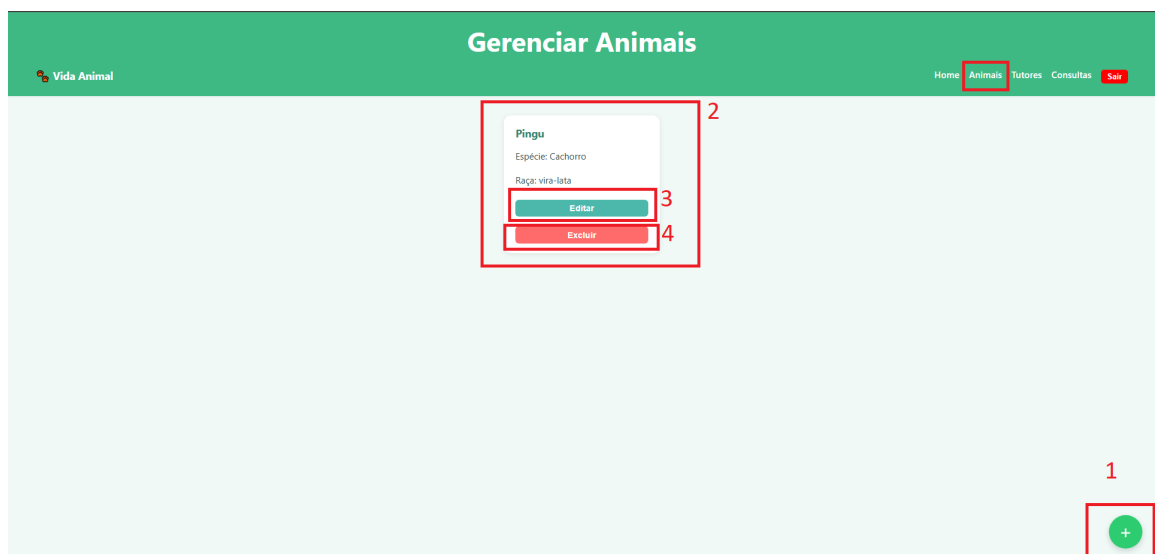 Gerenciar Animais
Vida Animal
Home Animais Tutores Consultas Sair
2
Pingu
Espécie: Cachorro
Raça: vira-lata
Editar 3
Excluir 4
1
+